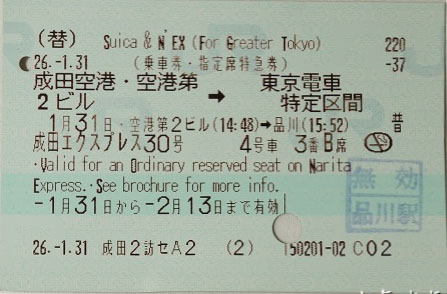 (替) Suica & N'EX (For Greater Tokyo) 220
26.-1.31 (乗車券・指定席特急券) -37
成田空港・空港第2ビル → 東京電車特定区間
1月31日・空港第2ビル(14:48)→品川(15:52) 昔
成田エクスプレス30号 4号車 3番B席
・Valid for an Ordinary reserved seat on Narita
Express.・See brochure for more info.
-1月31日から-2月13日まで有効
無効
品川駅
26.-1.31 成田2訪セA2 (2) 150201-02 C02